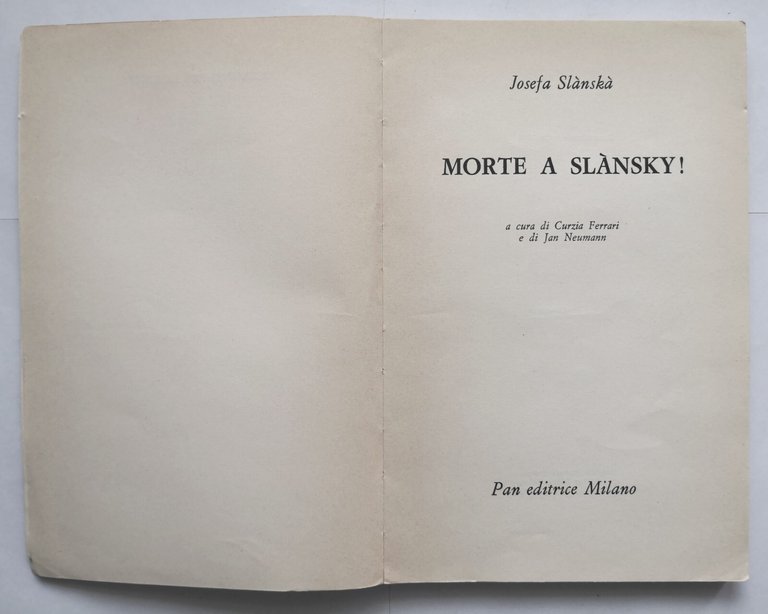 Josefa Slànskà
MORTE A SLÀNSKY!
a cura di Curzia Ferrari
e di Jan Neumann
Pan editrice Milano